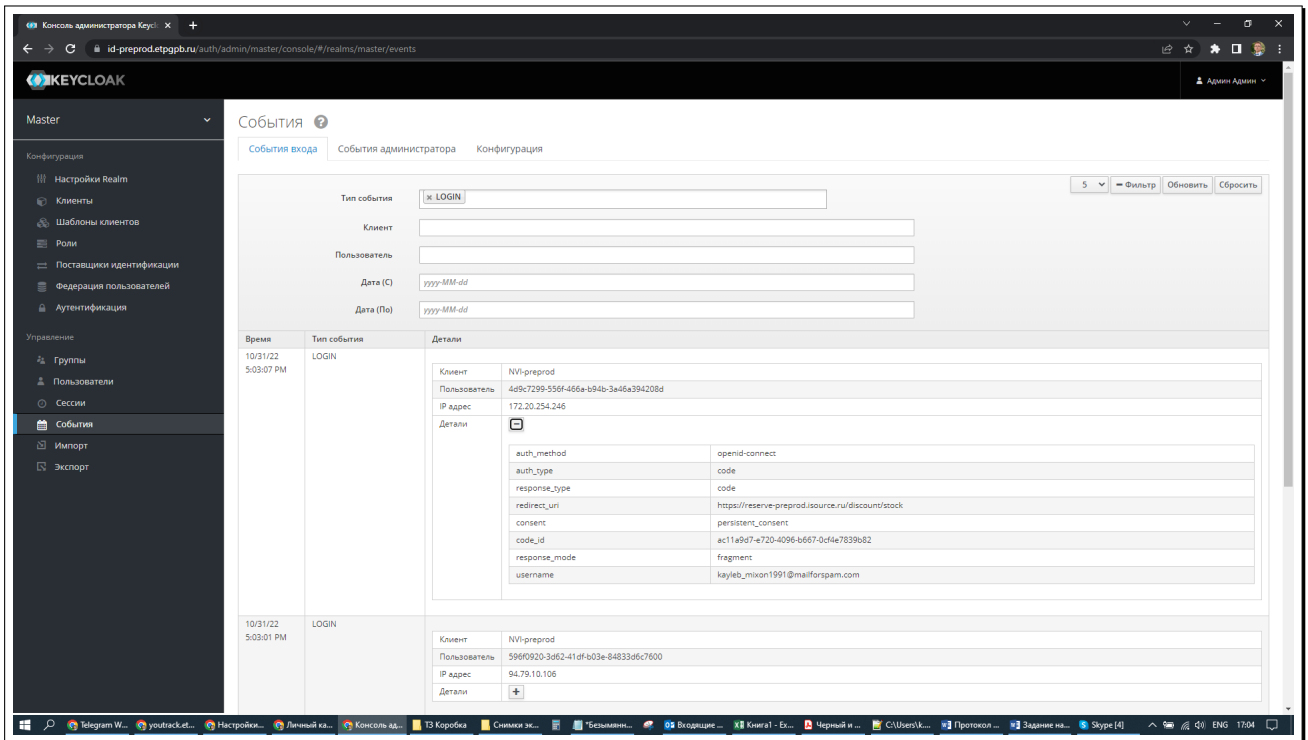 Консоль администратора Keycl
id-preprod.etpgpb.ru/auth/admin/master/console/#/realms/master/events
KEYCLOAK
Админ Админ
Master
Конфигурация
Настройки Realm
Клиенты
Шаблоны клиентов
Роли
Поставщики идентификации
Федерация пользователей
Аутентификация
Управление
Группы
Пользователи
Сессии
События
Импорт
Экспорт
События
События входа События администратора Конфигурация
5 Фильтр Обновить Сбросить
Тип события LOGIN
Клиент
Пользователь
Дата (С) yyyy-MM-dd
Дата (По) yyyy-MM-dd
Время Тип события Детали
10/31/22 5:03:07 PM LOGIN
Клиент NVI-preprod
Пользователь 4d9c7299-556f-466a-b94b-3a46a394208d
IP адрес 172.20.254.246
Детали
auth_method openid-connect
auth_type code
response_type code
redirect_uri https://reserve-preprod.isource.ru/discount/stock
consent persistent_consent
code_id ac11a9d7-e720-4096-b667-0cf4e7839b82
response_mode fragment
username kayleb_mixon1991@mailforspam.com
10/31/22 5:03:01 PM LOGIN
Клиент NVI-preprod
Пользователь 596f0920-3d62-41df-b03e-84833d6c7600
IP адрес 94.79.10.106
Детали
Telegram W... youtrack.et... Настройки... Личный ка... Консоль ад... ТЗ Коробка Снимки эк... *Безымянн... Входящие ... Книга1 - Ex... Черный и ... C:\Users\k... Протокол ... Задание на... Skype [4] ENG 17:04